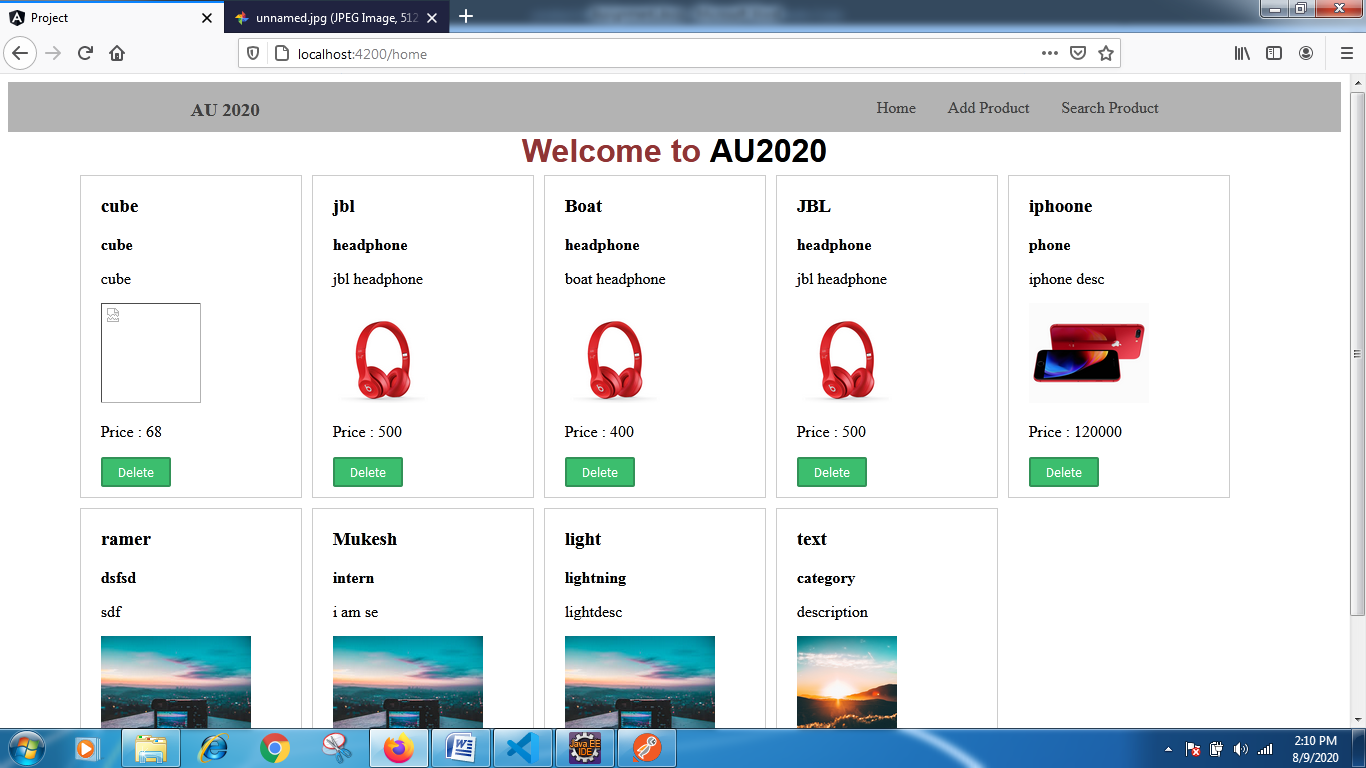 Project
unnamed.jpg (JPEG Image, 512
localhost:4200/home
AU 2020
Home Add Product Search Product
Welcome to AU2020
cube
cube
cube
Price : 68
Delete
jbl
headphone
jbl headphone
Price : 500
Delete
Boat
headphone
boat headphone
Price : 400
Delete
JBL
headphone
jbl headphone
Price : 500
Delete
iphoone
phone
iphone desc
Price : 120000
Delete
ramer
dsfsd
sdf
Mukesh
intern
i am se
light
lightning
lightdesc
text
category
description
Java EE
IDE
2:10 PM
8/9/2020